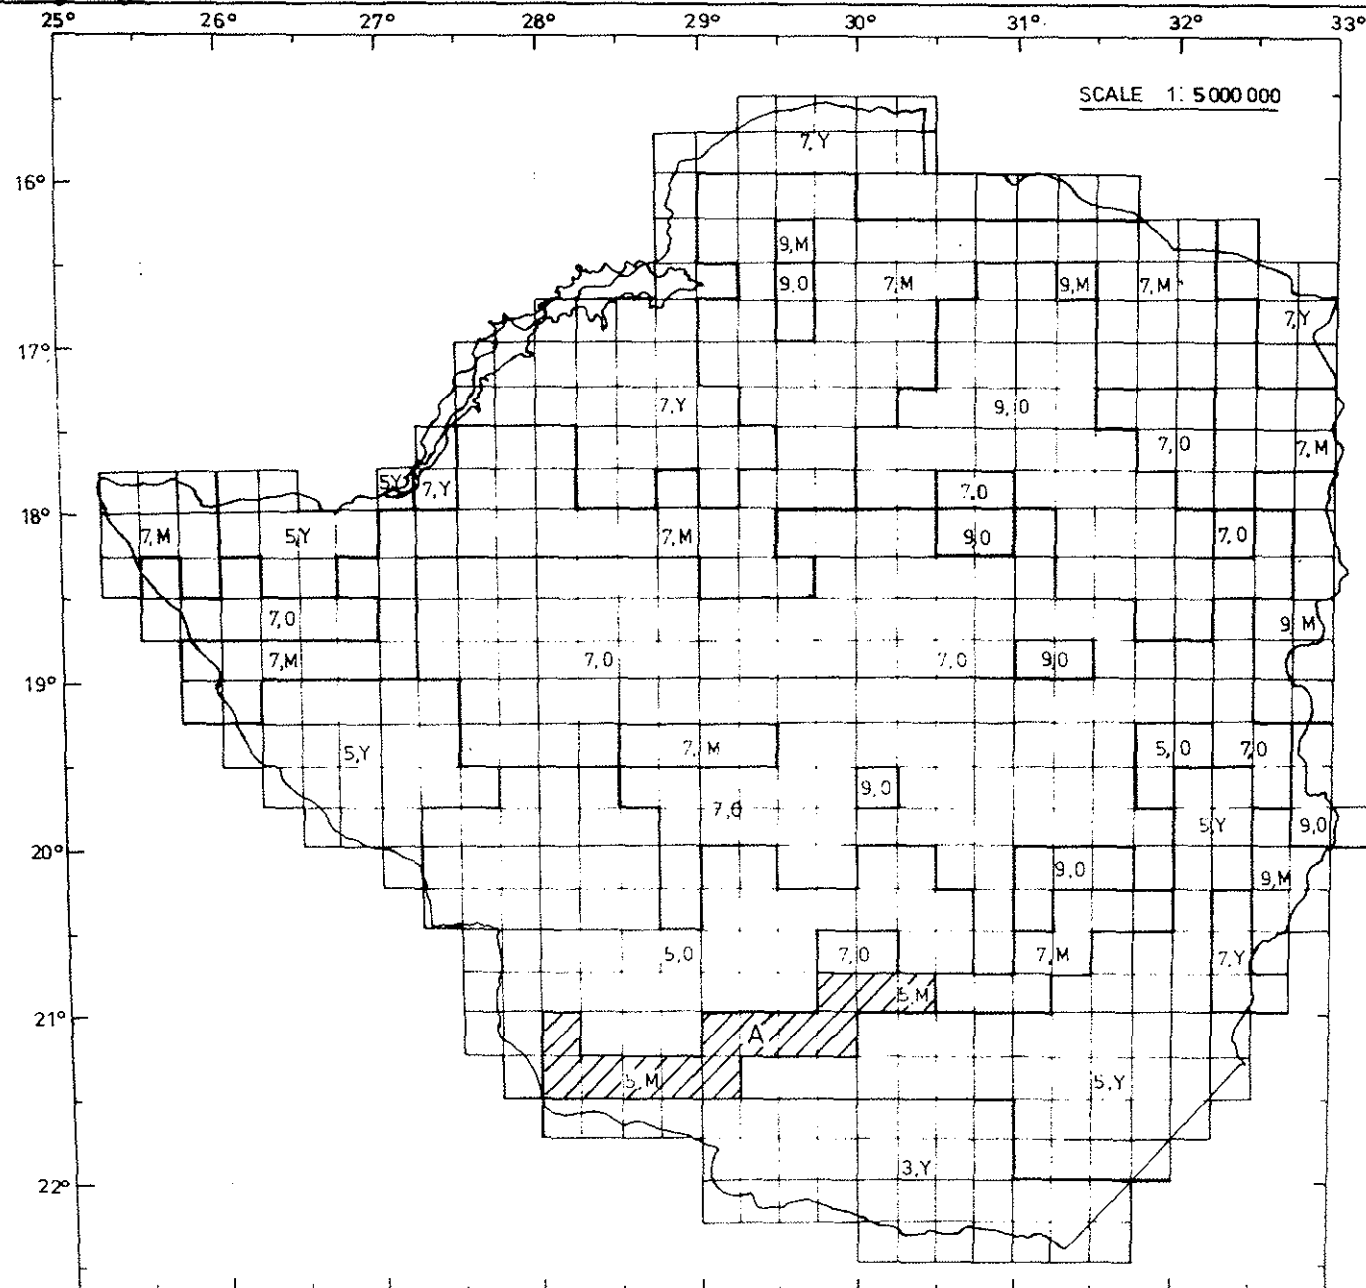 25° 26° 27° 28° 29° 30° 31° 32° 33°
SCALE 1:5000000
7,Y
16°
9,M
9,0 7,M 9,M 7,M
7,Y
17°
7,Y 9,0
7,0 7,M
5Y 7,Y 7,0
18°
7,M 5,Y 7,M 9,0 7,0
7,0 9,M
7,M 7,0 7,0 9,0
19°
5,Y 7,M 5,0 7,0
9,0
7,0 5,Y 9,0
20°
9,0 9,M
5,0 7,0 7,M 7,Y
5,M
21°
A
5,M 5,Y
3,Y
22°